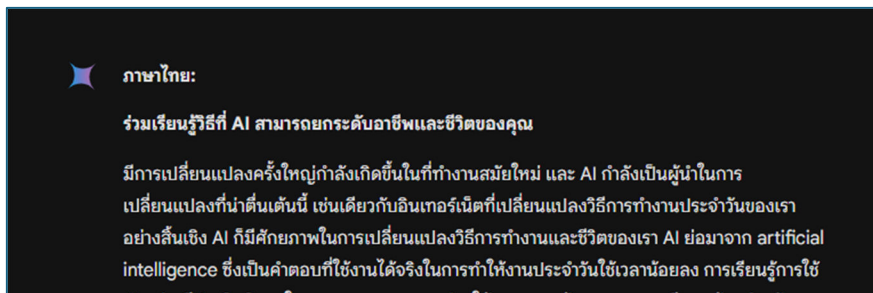 ภาษาไทย:
ร่วมเรียนรู้วิธีที่ AI สามารถยกระดับอาชีพและชีวิตของคุณ
มีการเปลี่ยนแปลงครั้งใหญ่กำลังเกิดขึ้นในที่ทำงานสมัยใหม่ และ AI กำลังเป็นผู้นำในการ
เปลี่ยนแปลงที่น่าตื่นเต้นนี้ เช่นเดียวกับอินเทอร์เน็ตที่เปลี่ยนแปลงวิธีการทำงานประจำวันของเรา
อย่างสิ้นเชิง AI ก็มีศักยภาพในการเปลี่ยนแปลงวิธีการทำงานและชีวิตของเรา AI ย่อมาจาก artificial
intelligence ซึ่งเป็นคำตอบที่ใช้งานได้จริงในการทำให้งานประจำวันใช้เวลาน้อยลง การเรียนรู้การใช้